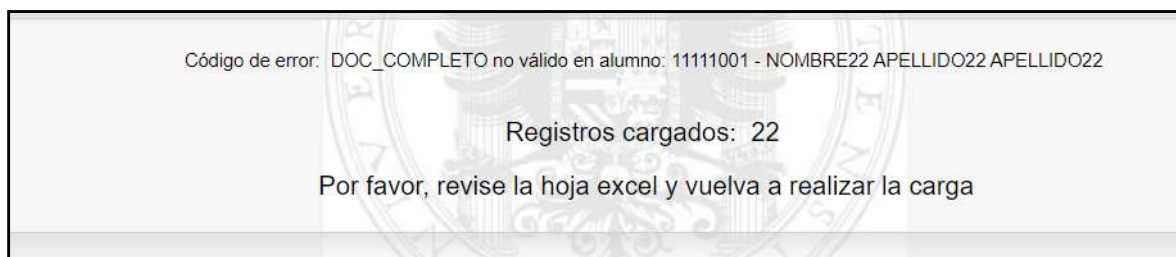 Código de error: DOC_COMPLETO no válido en alumno: 11111001 - NOMBRE22 APELLIDO22 APELLIDO22
Registros cargados: 22
Por favor, revise la hoja excel y vuelva a realizar la carga